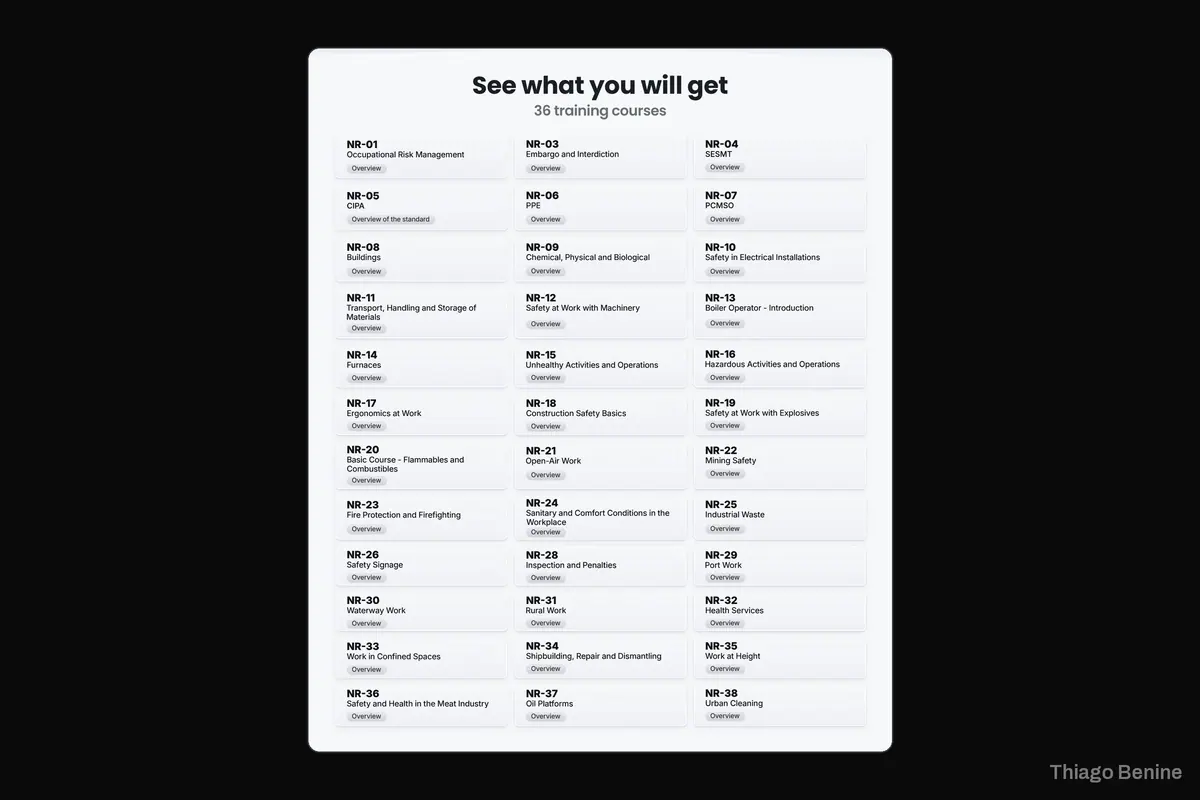 See what you will get
36 training courses
NR-01
Occupational Risk Management
Overview
NR-03
Embargo and Interdiction
Overview
NR-04
SESMT
Overview
NR-05
CIPA
Overview of the standard
NR-06
PPE
Overview
NR-07
PCMSO
Overview
NR-08
Buildings
Overview
NR-09
Chemical, Physical and Biological
Overview
NR-10
Safety in Electrical Installations
Overview
NR-11
Transport, Handling and Storage of
Materials
Overview
NR-12
Safety at Work with Machinery
Overview
NR-13
Boiler Operator - Introduction
Overview
NR-14
Furnaces
Overview
NR-15
Unhealthy Activities and Operations
Overview
NR-16
Hazardous Activities and Operations
Overview
NR-17
Ergonomics at Work
Overview
NR-18
Construction Safety Basics
Overview
NR-19
Safety at Work with Explosives
Overview
NR-20
Basic Course - Flammables and
Combustibles
Overview
NR-21
Open-Air Work
Overview
NR-22
Mining Safety
Overview
NR-23
Fire Protection and Firefighting
Overview
NR-24
Sanitary and Comfort Conditions in the
Workplace
Overview
NR-25
Industrial Waste
Overview
NR-26
Safety Signage
Overview
NR-28
Inspection and Penalties
Overview
NR-29
Port Work
Overview
NR-30
Waterway Work
Overview
NR-31
Rural Work
Overview
NR-32
Health Services
Overview
NR-33
Work in Confined Spaces
Overview
NR-34
Shipbuilding, Repair and Dismantling
Overview
NR-35
Work at Height
Overview
NR-36
Safety and Health in the Meat Industry
Overview
NR-37
Oil Platforms
Overview
NR-38
Urban Cleaning
Overview
Thiago Benine